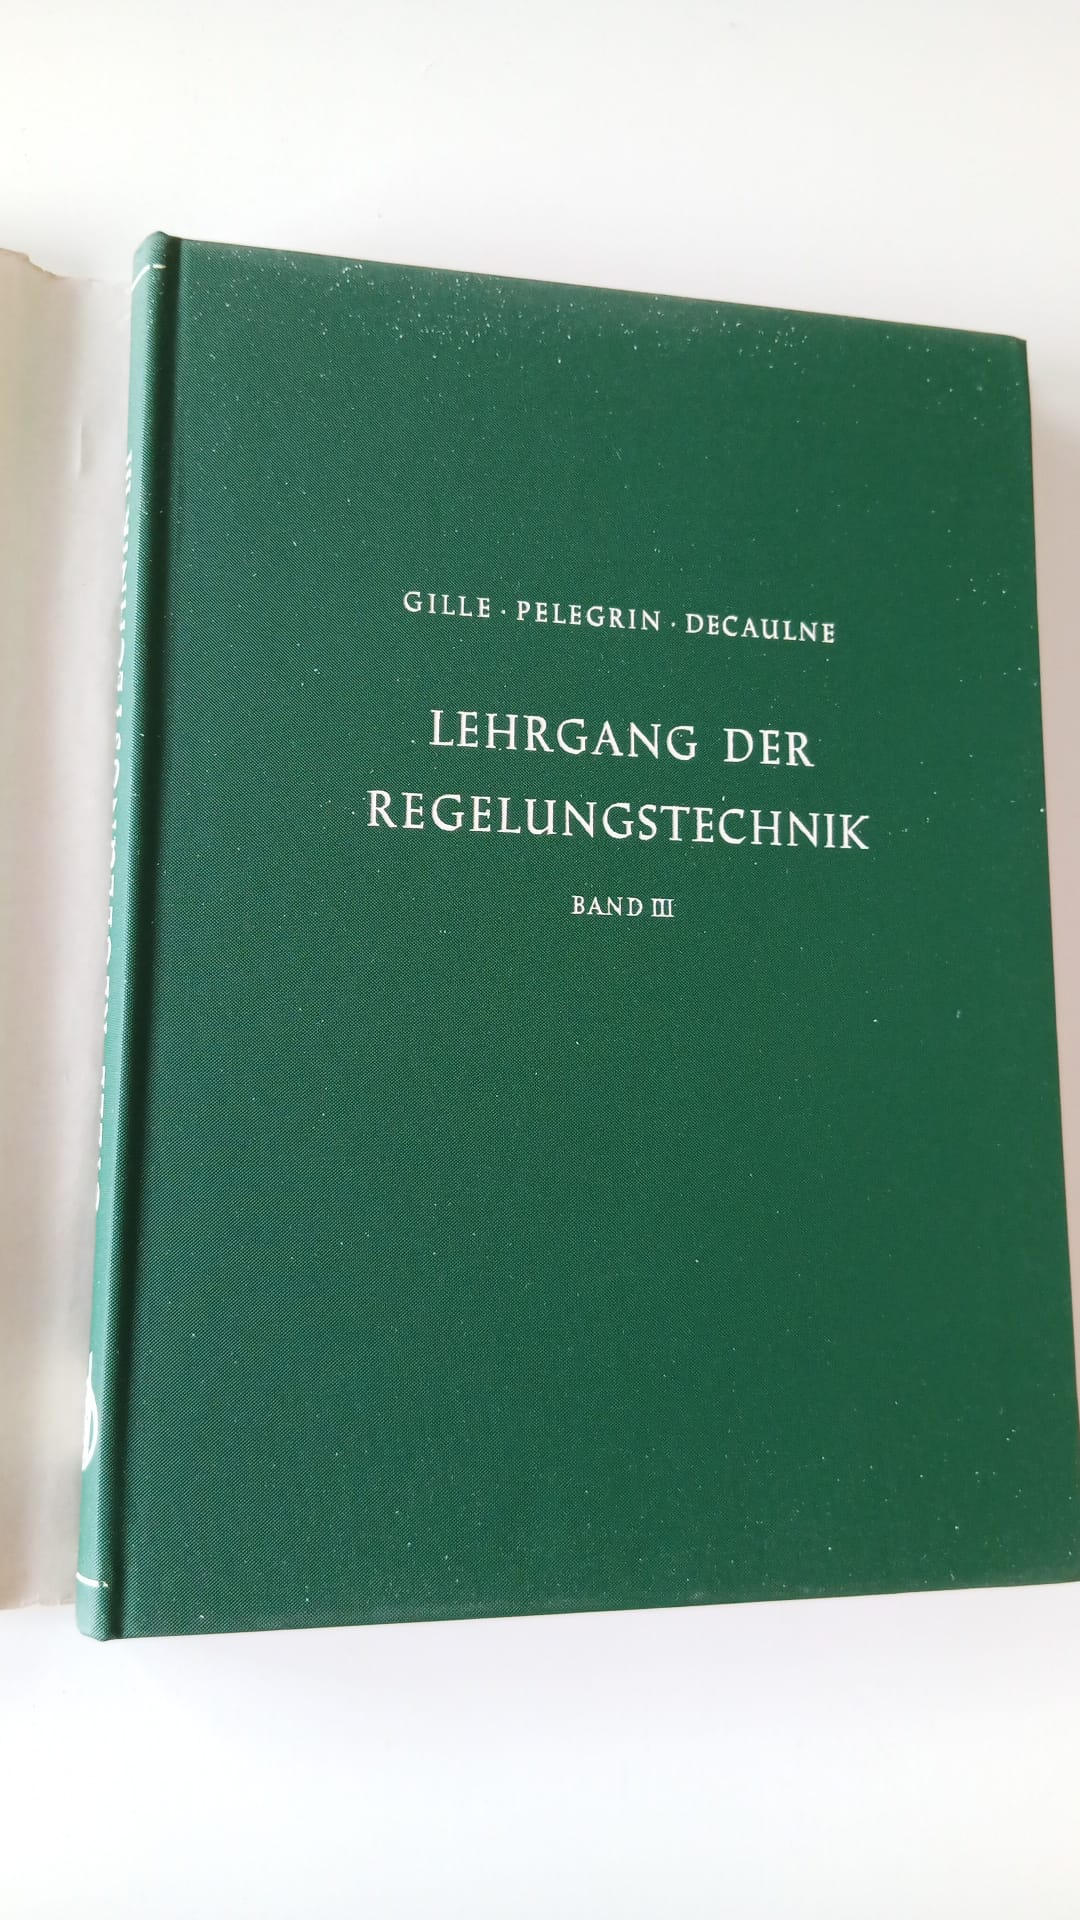 GILLE · PELEGRIN · DECAULNE
LEHRGANG DER
REGELUNGSTECHNIK
BAND III